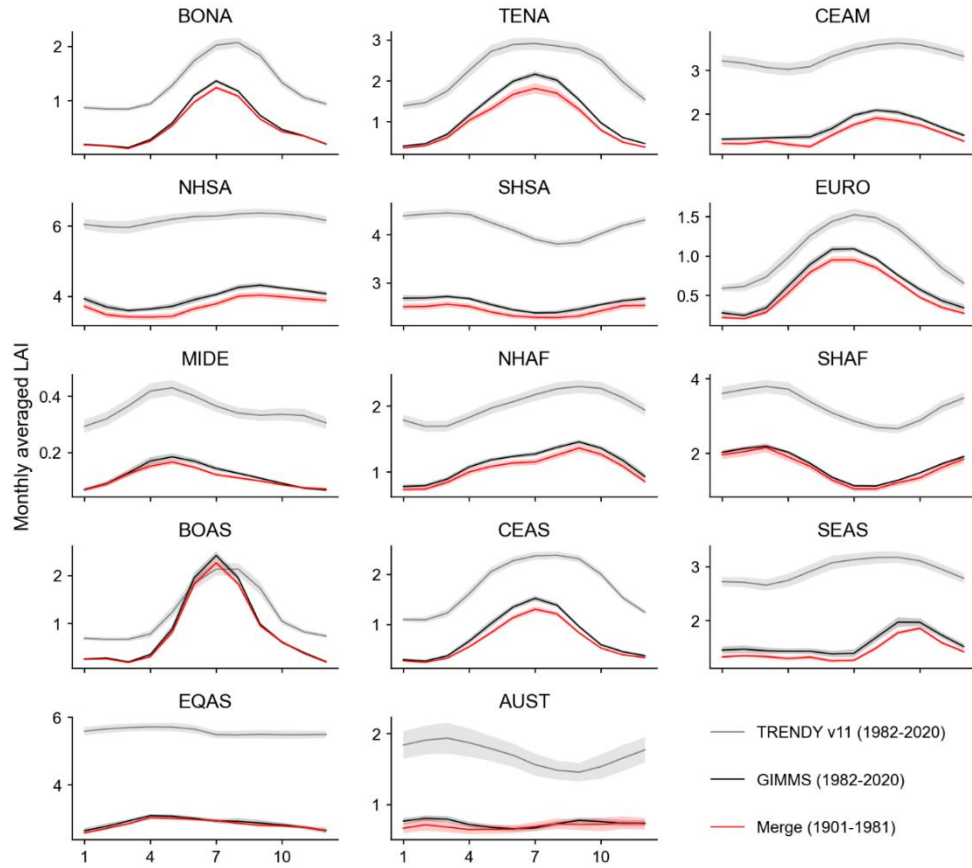 BONA
TENA
CEAM
2
1
3
2
1
3
2
NHSA
SHSA
EURO
6
4
4
3
1.5
1.0
0.5
Monthly averaged LAI
MIDE
NHAF
SHAF
0.4
0.2
2
1
4
2
0
BOAS
CEAS
SEAS
2
1
2
1
3
2
EQAS
AUST
6
4
2
1
1
4
7
10
1
4
7
10
TRENDY v11 (1982-2020)
GIMMS (1982-2020)
Merge (1901-1981)